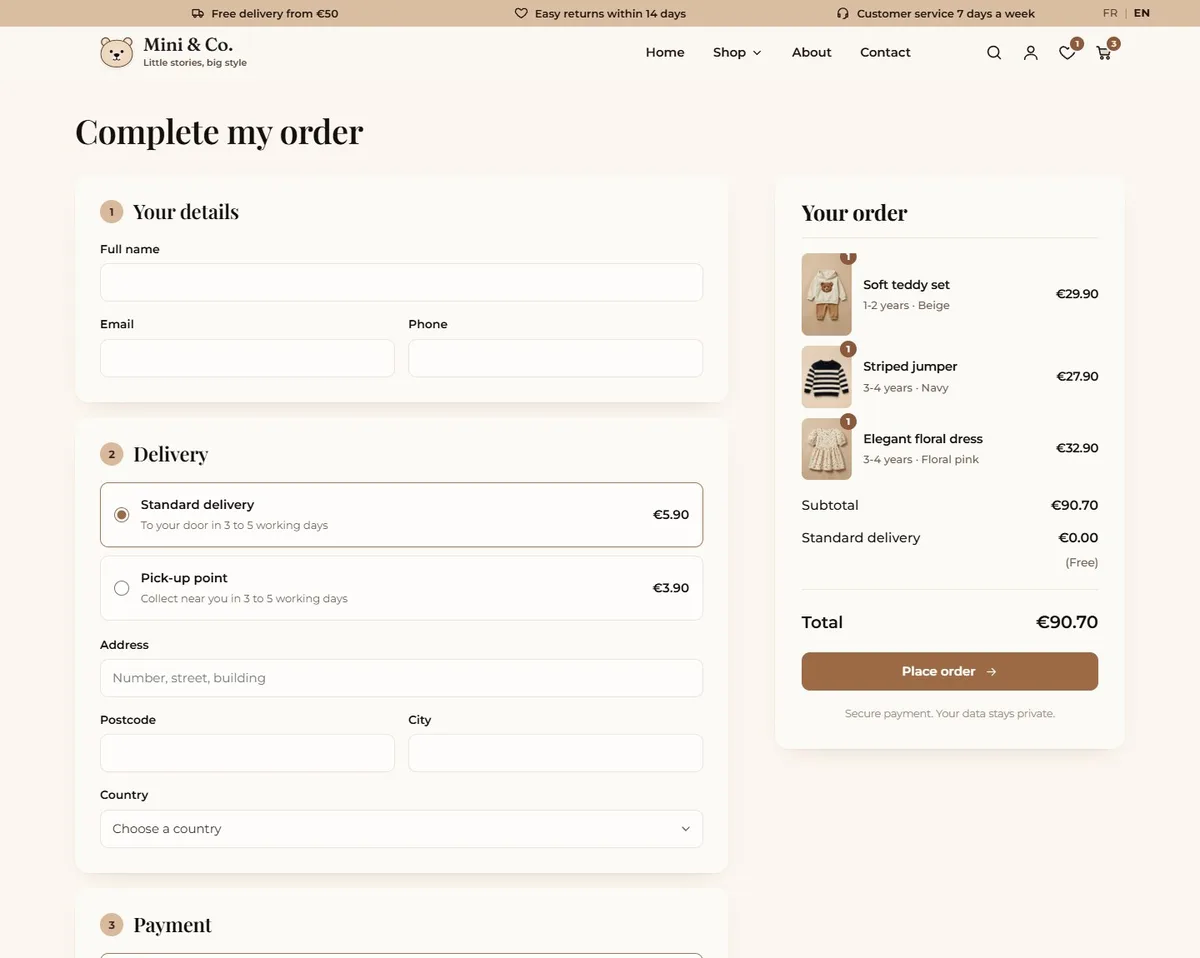 Free delivery from €50
Easy returns within 14 days
Customer service 7 days a week
FR | EN
Mini & Co.
Little stories, big style
Home
Shop
About
Contact
1
3
Complete my order
1
Your details
Full name
Email
Phone
2
Delivery
Standard delivery
To your door in 3 to 5 working days
€5.90
Pick-up point
Collect near you in 3 to 5 working days
€3.90
Address
Number, street, building
Postcode
City
Country
Choose a country
3
Payment
Your order
1
Soft teddy set
1-2 years · Beige
€29.90
1
Striped jumper
3-4 years · Navy
€27.90
1
Elegant floral dress
3-4 years · Floral pink
€32.90
Subtotal
€90.70
Standard delivery
€0.00
(Free)
Total
€90.70
Place order →
Secure payment. Your data stays private.